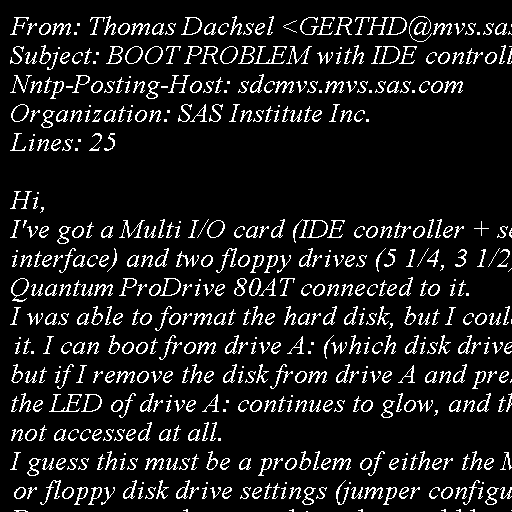 From: Thomas Dachsel <GERTHD@mvs.sas
Subject: BOOT PROBLEM with IDE controll
Nntp-Posting-Host: sdcmvs.mvs.sas.com
Organization: SAS Institute Inc.
Lines: 25

Hi,
I've got a Multi I/O card (IDE controller + se
interface) and two floppy drives (5 1/4, 3 1/2)
Quantum ProDrive 80AT connected to it.
I was able to format the hard disk, but I coul
it. I can boot from drive A: (which disk drive
but if I remove the disk from drive A and pre
the LED of drive A: continues to glow, and th
not accessed at all.
I guess this must be a problem of either the M
or floppy disk drive settings (jumper configu